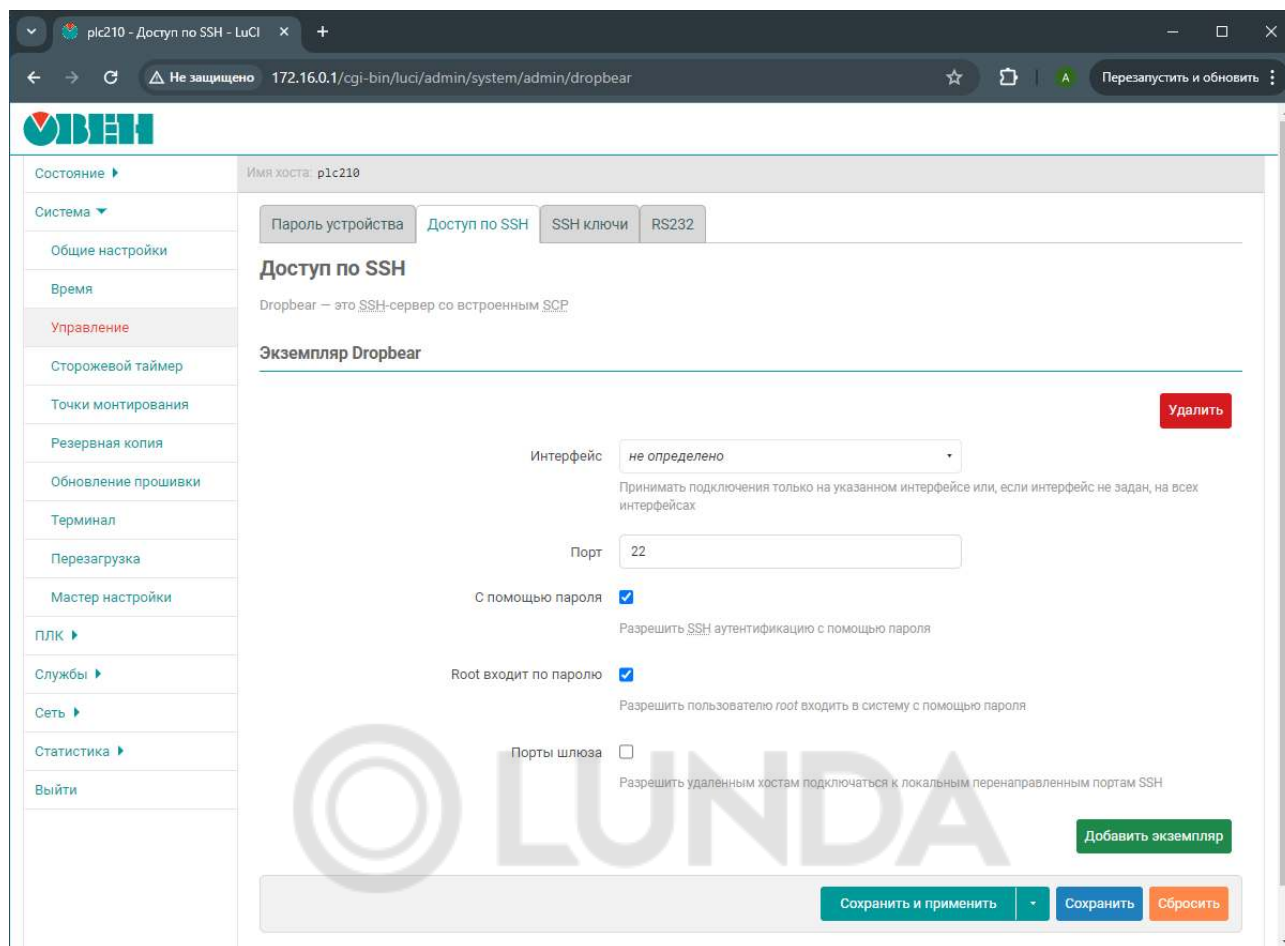 plc210 - Доступ по SSH - LuCI
Не защищено 172.16.0.1/cgi-bin/luci/admin/system/admin/dropbear
A
Перезапустить и обновить
ОВЕН
Состояние
Имя хоста: plc210
Система
Пароль устройства Доступ по SSH SSH ключи RS232
Общие настройки
Доступ по SSH
Время
Dropbear — это SSH-сервер со встроенным SCP
Управление
Экземпляр Dropbear
Сторожевой таймер
Точки монтирования
Удалить
Резервная копия
Интерфейс не определено
Обновление прошивки
Принимать подключения только на указанном интерфейсе или, если интерфейс не задан, на всех
интерфейсах
Терминал
Порт 22
Перезагрузка
Мастер настройки
С помощью пароля
Разрешить SSH аутентификацию с помощью пароля
ПЛК
Службы
Root входит по паролю
Разрешить пользователю root входить в систему с помощью пароля
Сеть
Статистика
Порты шлюза
Разрешить удалённым хостам подключаться к локальным перенаправленным портам SSH
Выйти
LUNDA
Добавить экземпляр
Сохранить и применить Сохранить Сбросить